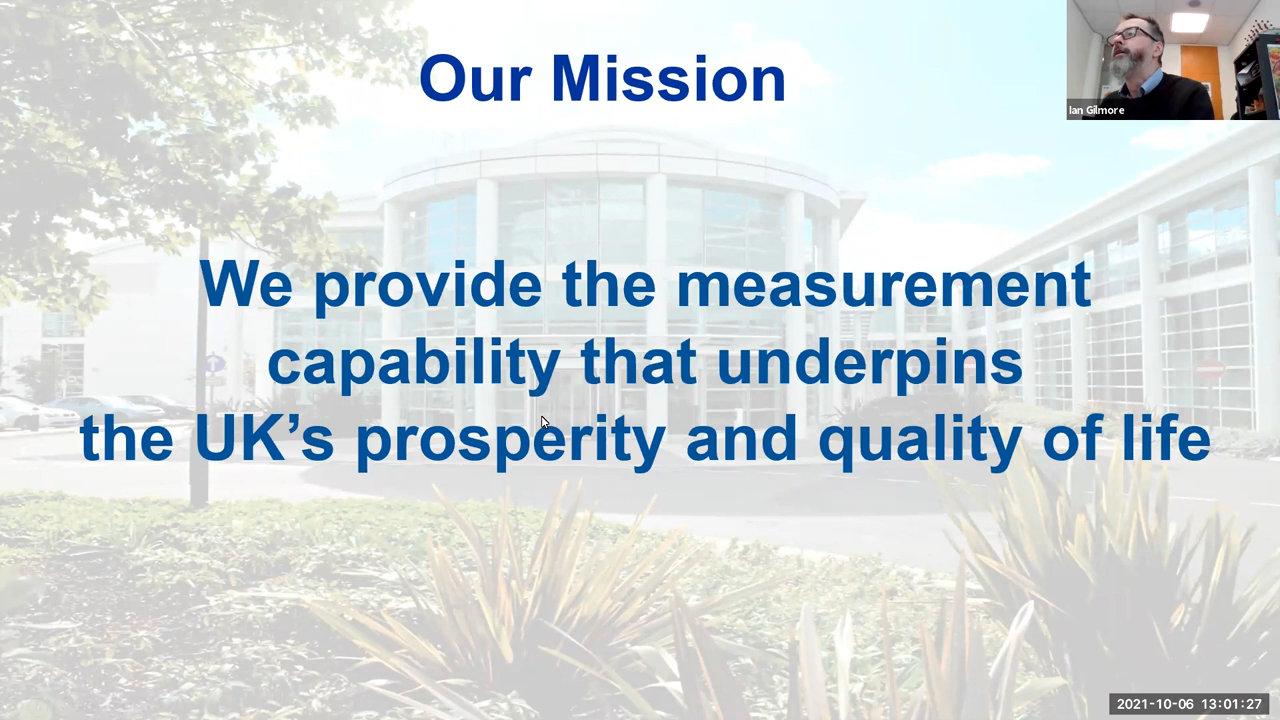 Our Mission
Ian Gilmore
We provide the measurement
capability that underpins
the UK’s prosperity and quality of life
2021-10-06 13:01:27